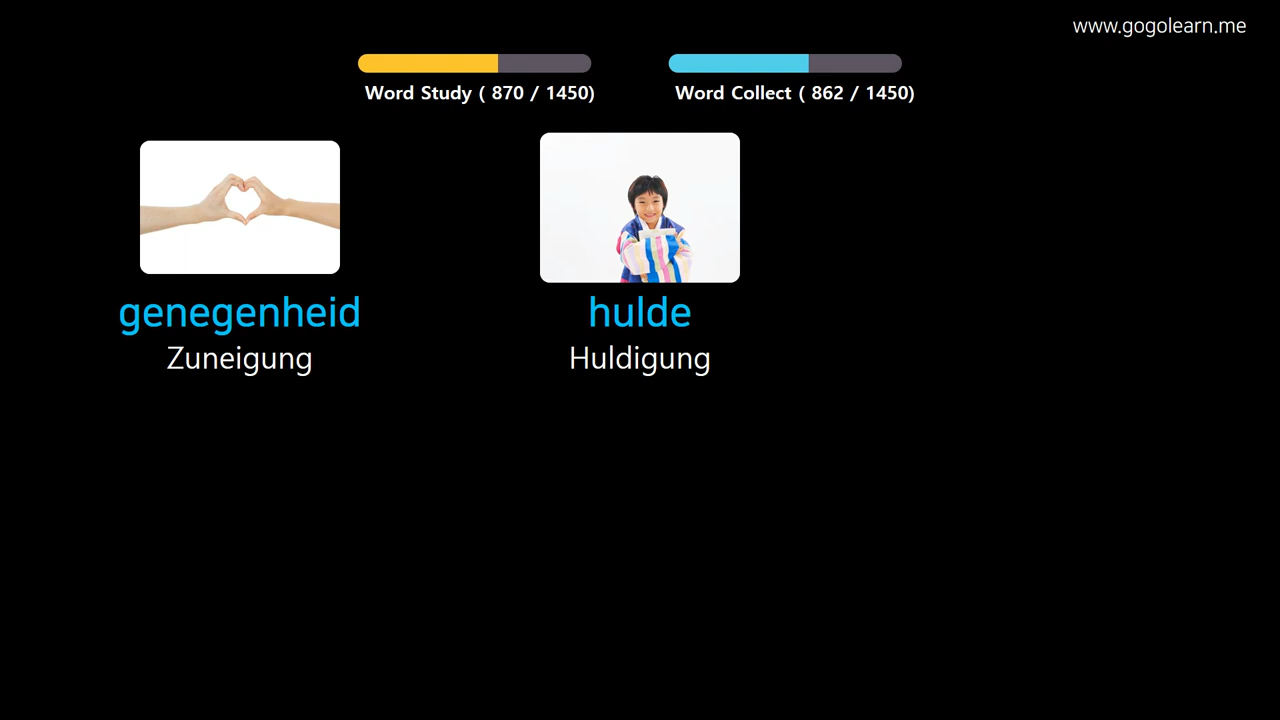 www.gogolearn.me
Word Study ( 870 / 1450)
Word Collect ( 862 / 1450)
genegenheid
Zuneigung
hulde
Huldigung